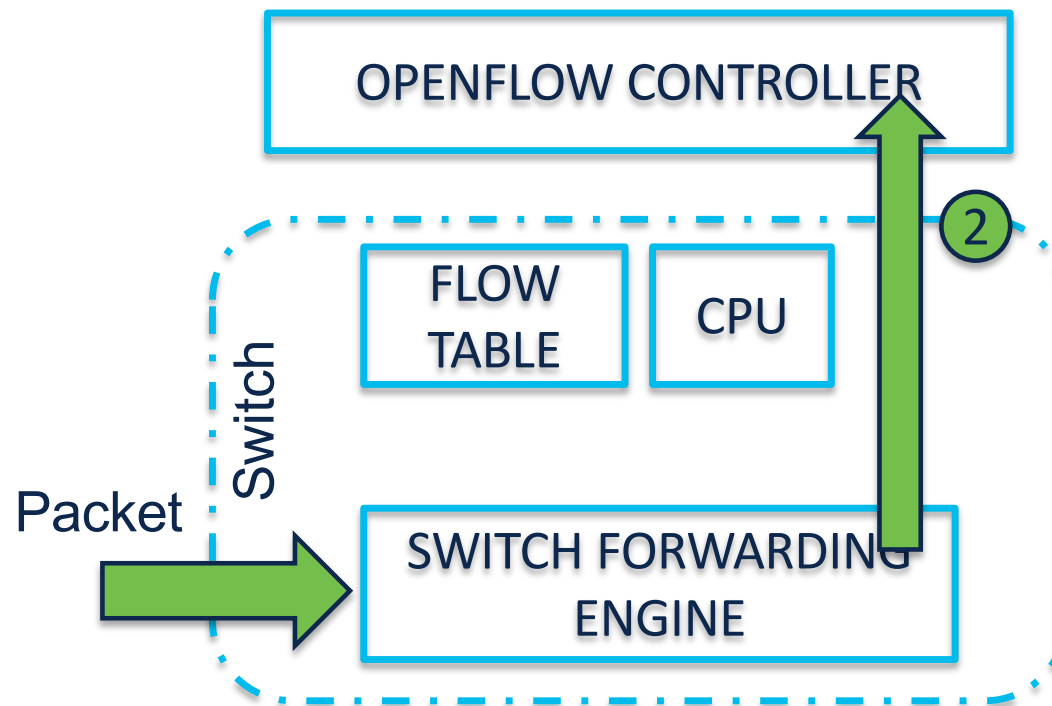 OPENFLOW CONTROLLER
2
FLOW
TABLE
CPU
Switch
Packet
SWITCH FORWARDING
ENGINE